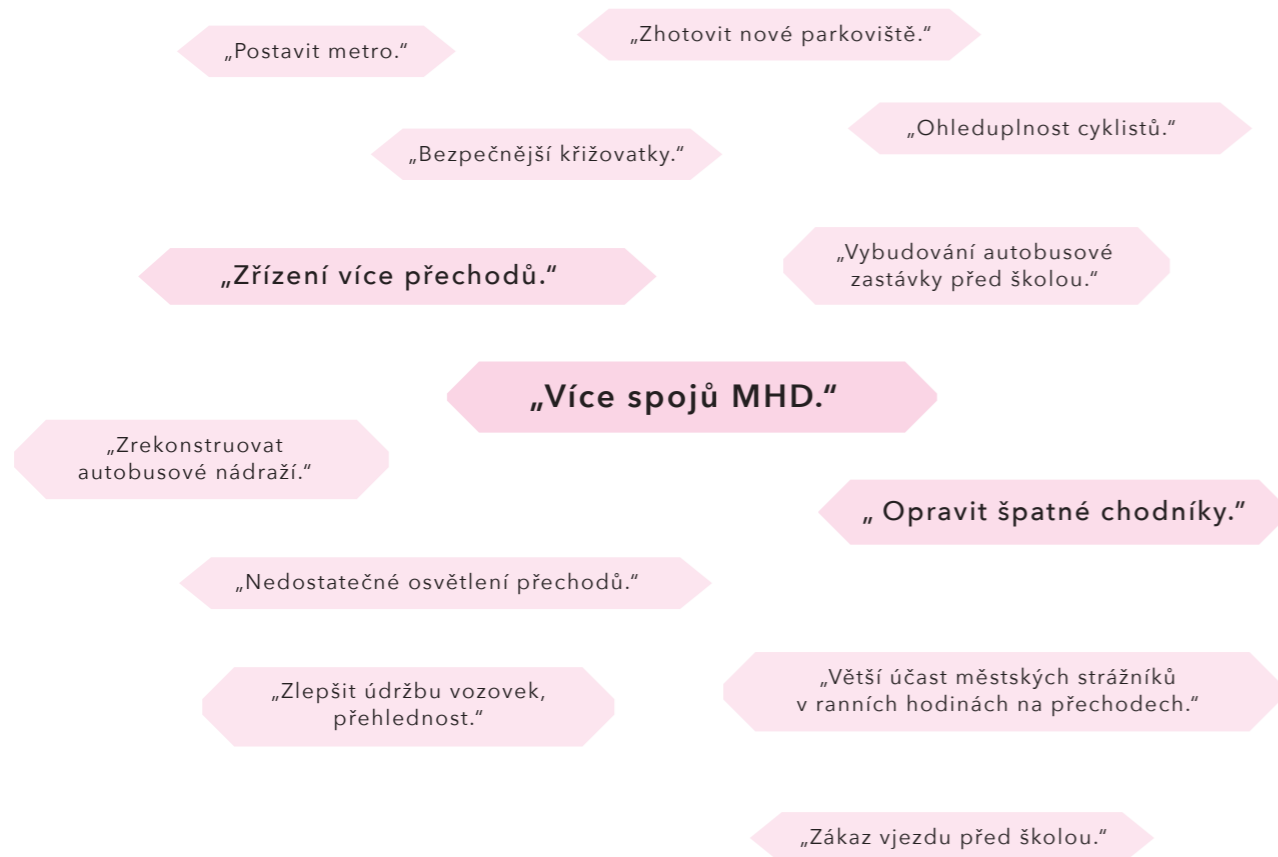 „Postavit metro.“
„Zhotovit nové parkoviště.“
„Ohleduplnost cyklistů.“
„Bezpečnější křižovatky.“
„Zřízení více přechodů.“
„Vybudování autobusové
zastávky před školou.“
„Více spojů MHD.“
„Zrekonstruovat
autobusové nádraží.“
„ Opravit špatné chodníky.“
„Nedostatečné osvětlení přechodů.“
„Zlepšit údržbu vozovek,
přehlednost.“
„Větší účast městských strážníků
v ranních hodinách na přechodech.“
„Zákaz vjezdu před školou.“